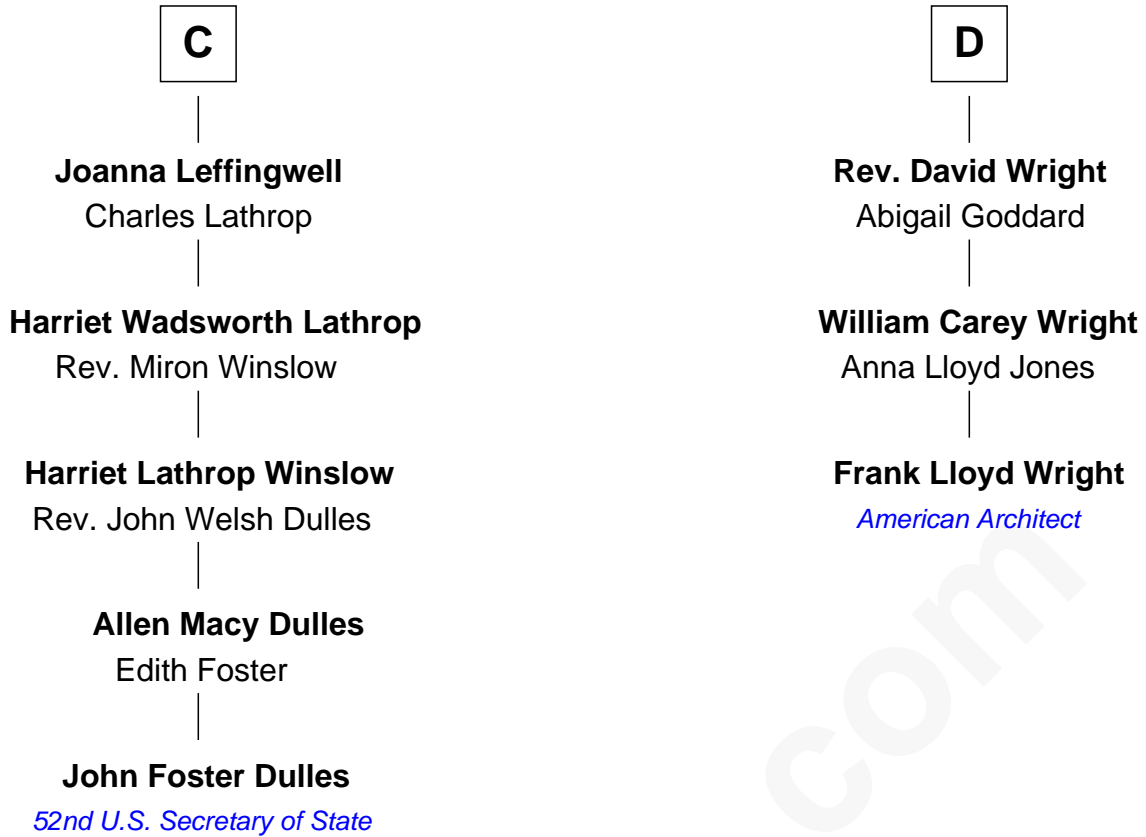 C
Joanna Leffingwell
Charles Lathrop
Harriet Wadsworth Lathrop
Rev. Miron Winslow
Harriet Lathrop Winslow
Rev. John Welsh Dulles
Allen Macy Dulles
Edith Foster
John Foster Dulles
52nd U.S. Secretary of State
D
Rev. David Wright
Abigail Goddard
William Carey Wright
Anna Lloyd Jones
Frank Lloyd Wright
American Architect
com